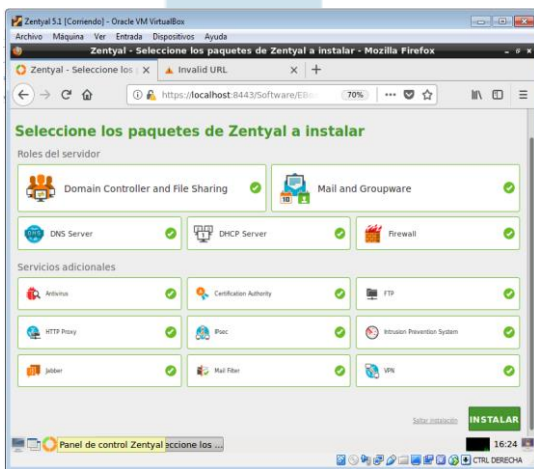 Zentyal 5.1 [Corriendo] - Oracle VM VirtualBox
Archivo Máquina Ver Entrada Dispositivos Ayuda
Zentyal - Seleccione los paquetes de Zentyal a instalar - Mozilla Firefox
Zentyal - Seleccione los
Invalid URL
https://localhost:8443/Software/EBo
70%
Seleccione los paquetes de Zentyal a instalar
Roles del servidor
Domain Controller and File Sharing
Mail and Groupware
DNS Server
DHCP Server
Firewall
Servicios adicionales
Antivirus
Certification Authority
FTP
HTTP Proxy
IPsec
Intrusion Prevention System
Jabber
Mail Filter
VPN
Saltar instalación
INSTALAR
Panel de control Zentyal
eccione los ...
16:24
CTRL DERECHA